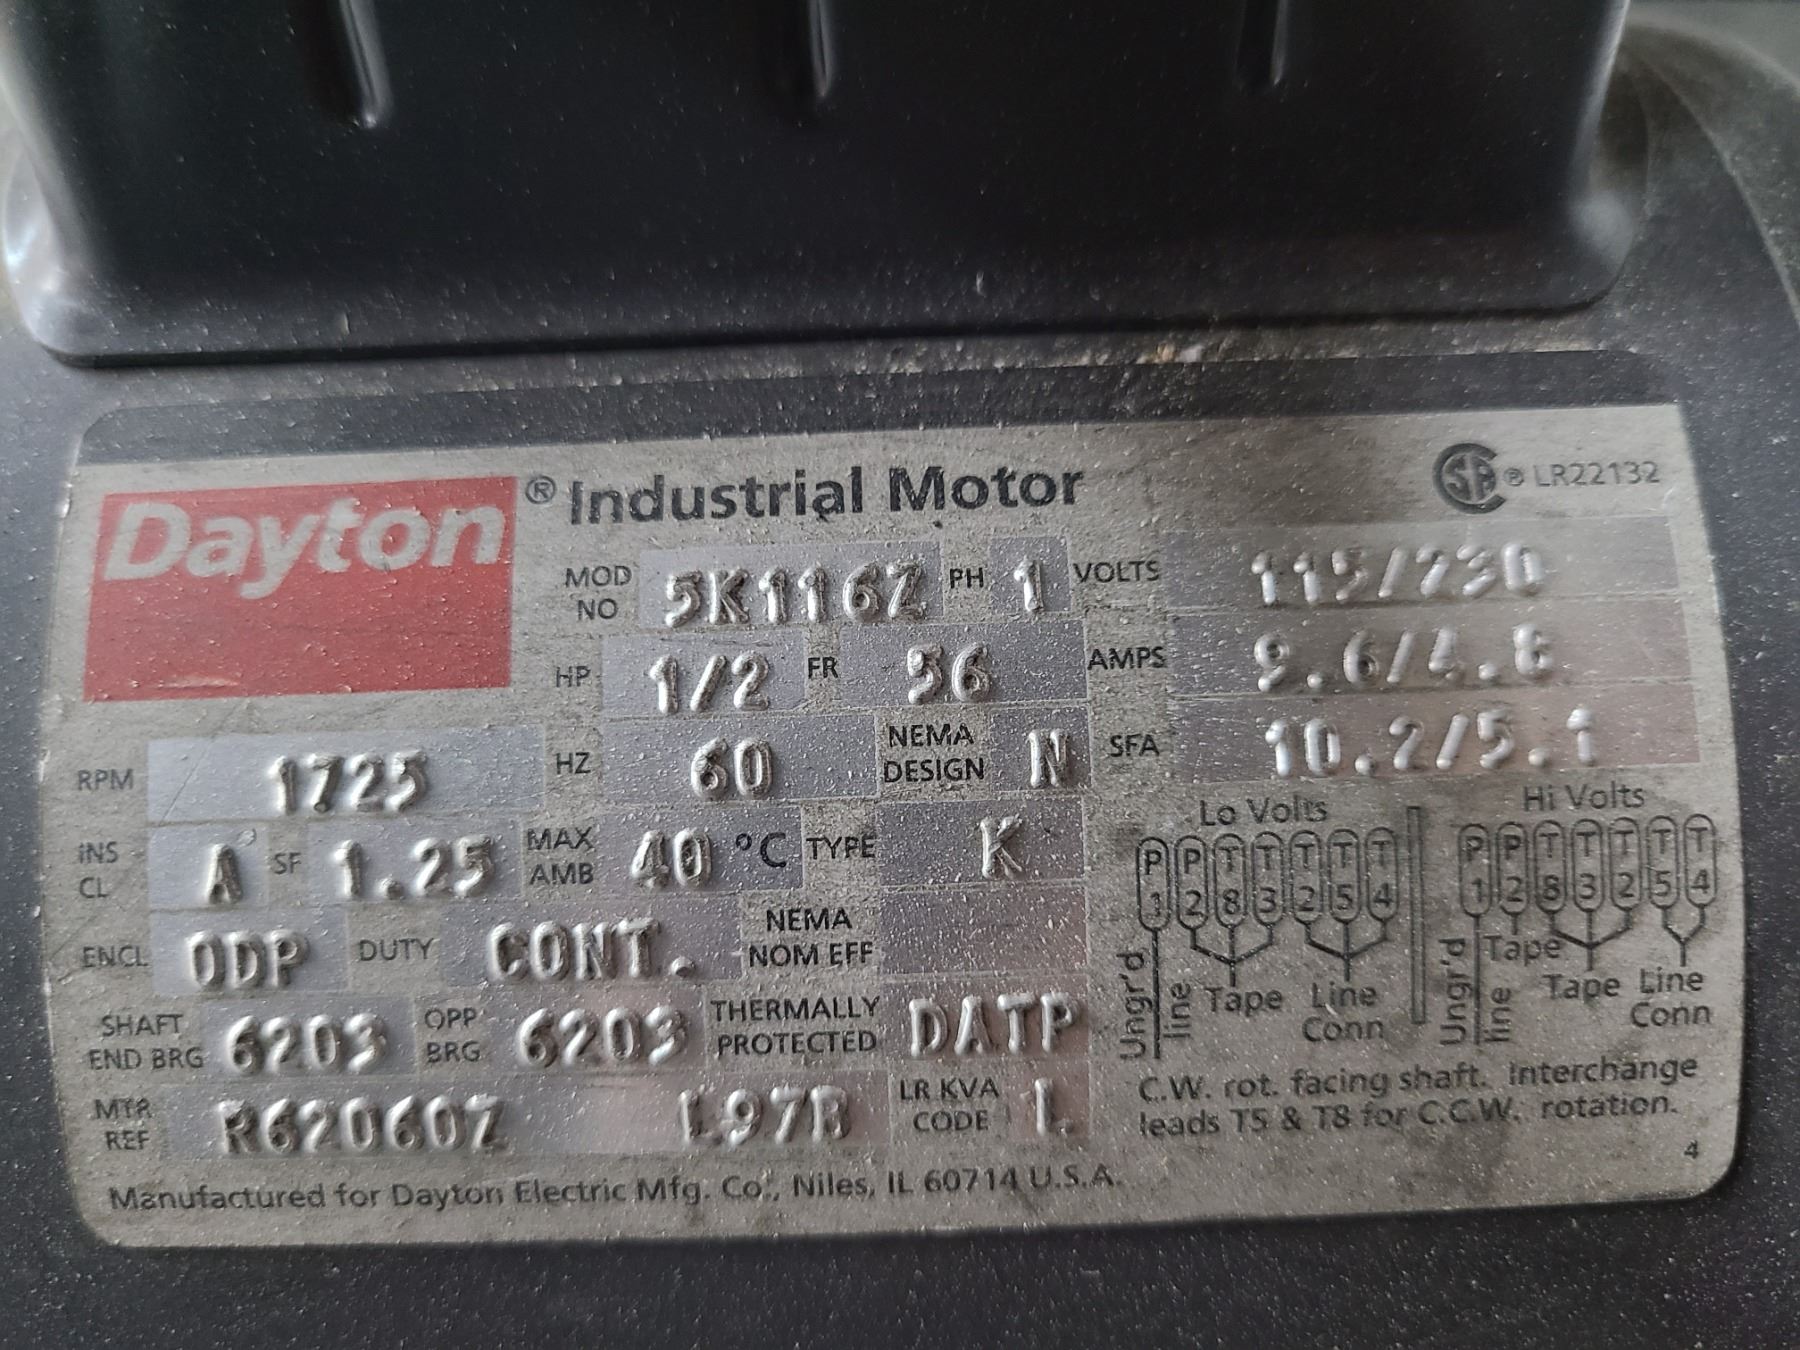 Dayton® Industrial Motor
SA ® LR22132
MOD NO 5K116Z PH 1 VOLTS 115/230
HP 1/2 FR 56 AMPS 9.6/4.8
RPM 1725 HZ 60 NEMA DESIGN N SFA 10.2/5.1
INS CL A SF 1.25 MAX AMB 40 °C TYPE K
ENCL ODP DUTY CONT. NEMA NOM EFF
SHAFT END BRG 6203 OPP BRG 6203 THERMALLY PROTECTED DATP
MTR REF R62060Z L97B LR KVA CODE L
Lo Volts
P1 P2 T8 T3 T2 T5 T4
Ungr'd line Tape Line Conn
Hi Volts
P1 P2 T8 T3 T2 T5 T4
Ungr'd line Tape Tape Line Conn
C.W. rot. facing shaft. Interchange
leads T5 & T8 for C.C.W. rotation.
4
Manufactured for Dayton Electric Mfg. Co., Niles, IL 60714 U.S.A.